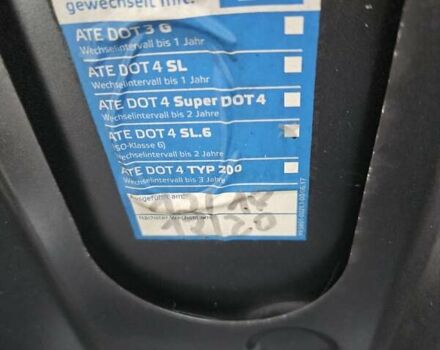 gewechselt mit:
ATE DOT 3 G
Wechselintervall bis 1 Jahr
ATE DOT 4 SL
Wechselintervall bis 1 Jahr
ATE DOT 4 Super DOT 4
Wechselintervall bis 2 Jahre
ATE DOT 4 SL.6
(ISO-Klasse 6)
Wechselintervall bis 2 Jahre
ATE DOT 4 TYP 200
Wechselintervall bis 3 Jahre
Ausgeführt am:
Nächster Wechsel am: